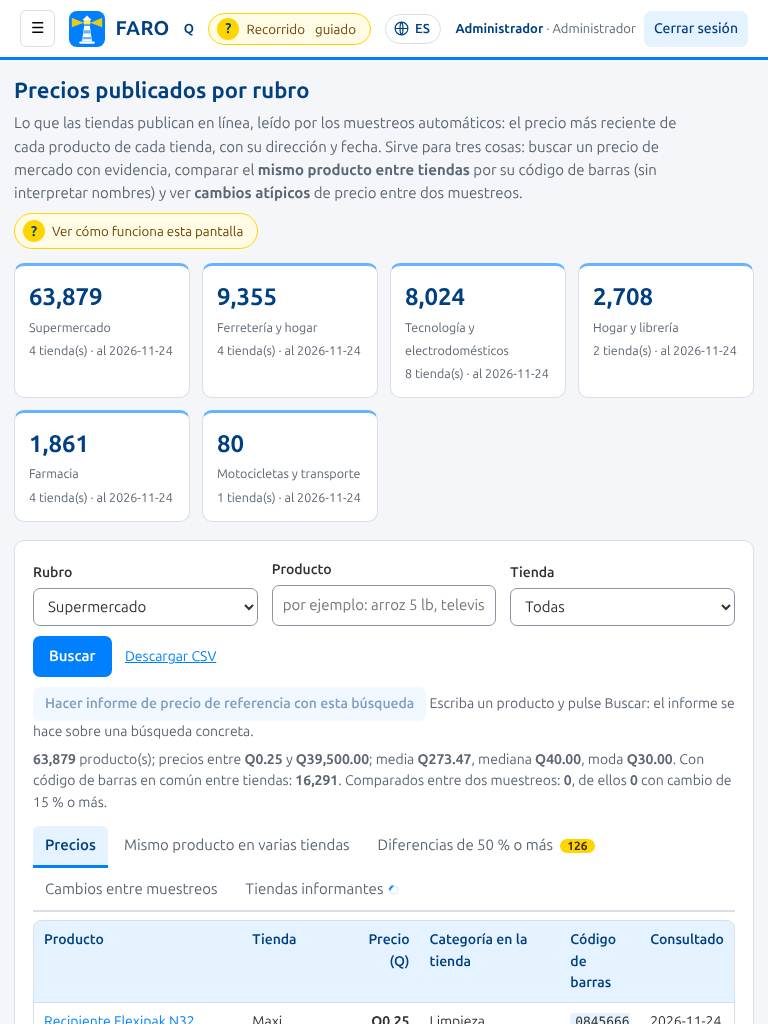 ☰ FARO Q ? Recorrido guiado ES Administrador · Administrador Cerrar sesión
Precios publicados por rubro
Lo que las tiendas publican en línea, leído por los muestreos automáticos: el precio más reciente de
cada producto de cada tienda, con su dirección y fecha. Sirve para tres cosas: buscar un precio de
mercado con evidencia, comparar el mismo producto entre tiendas por su código de barras (sin
interpretar nombres) y ver cambios atípicos de precio entre dos muestreos.
? Ver cómo funciona esta pantalla
63,879
Supermercado
4 tienda(s) · al 2026-11-24
9,355
Ferretería y hogar
4 tienda(s) · al 2026-11-24
8,024
Tecnología y
electrodomésticos
8 tienda(s) · al 2026-11-24
2,708
Hogar y librería
2 tienda(s) · al 2026-11-24
1,861
Farmacia
4 tienda(s) · al 2026-11-24
80
Motocicletas y transporte
1 tienda(s) · al 2026-11-24
Rubro
Supermercado
Producto
por ejemplo: arroz 5 lb, televis
Tienda
Todas
Buscar Descargar CSV
Hacer informe de precio de referencia con esta búsqueda Escriba un producto y pulse Buscar: el informe se
hace sobre una búsqueda concreta.
63,879 producto(s); precios entre Q0.25 y Q39,500.00; media Q273.47, mediana Q40.00, moda Q30.00. Con
código de barras en común entre tiendas: 16,291. Comparados entre dos muestreos: 0, de ellos 0 con cambio de
15 % o más.
Precios Mismo producto en varias tiendas Diferencias de 50 % o más 126
Cambios entre muestreos Tiendas informantes
Producto Tienda Precio (Q) Categoría en la tienda Código de barras Consultado
Recipiente Flexipak N32 Maxi Q0.25 Limpieza 0845666 2026-11-24